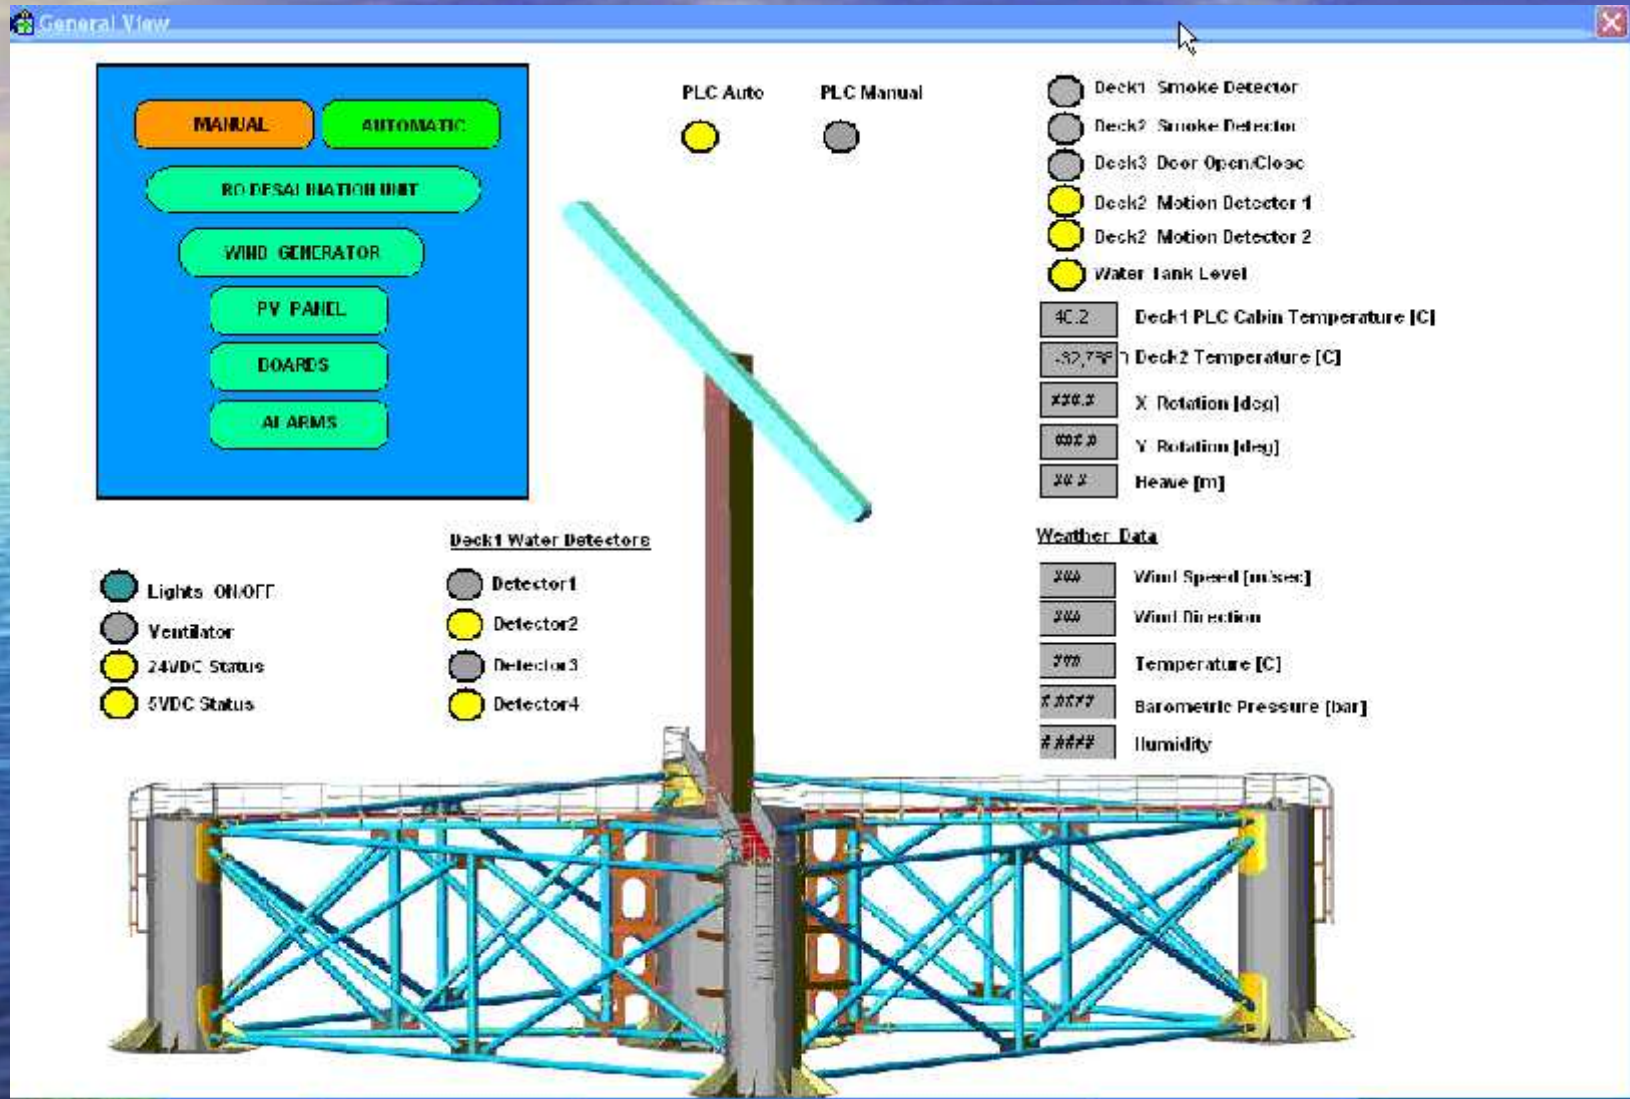 General View
MANUAL
AUTOMATIC
RO DESALINATION UNIT
WIND GENERATOR
PV PANEL
BOARDS
ALARMS
PLC Auto
PLC Manual
Deck1 Smoke Detector
Deck2 Smoke Detector
Deck3 Door Open/Close
Deck2 Motion Detector 1
Deck2 Motion Detector 2
Water Tank Level
40.2 Deck1 PLC Cabin Temperature [C]
Deck2 Temperature [C]
###.# X Rotation [deg]
###.# Y Rotation [deg]
##.# Heave [m]
Weather Data
### Wind Speed [m/sec]
### Wind Direction
### Temperature [C]
#.#### Barometric Pressure [bar]
#.#### Humidity
Lights ON/OFF
Ventilator
24VDC Status
5VDC Status
Deck1 Water Detectors
Detector1
Detector2
Detector3
Detector4